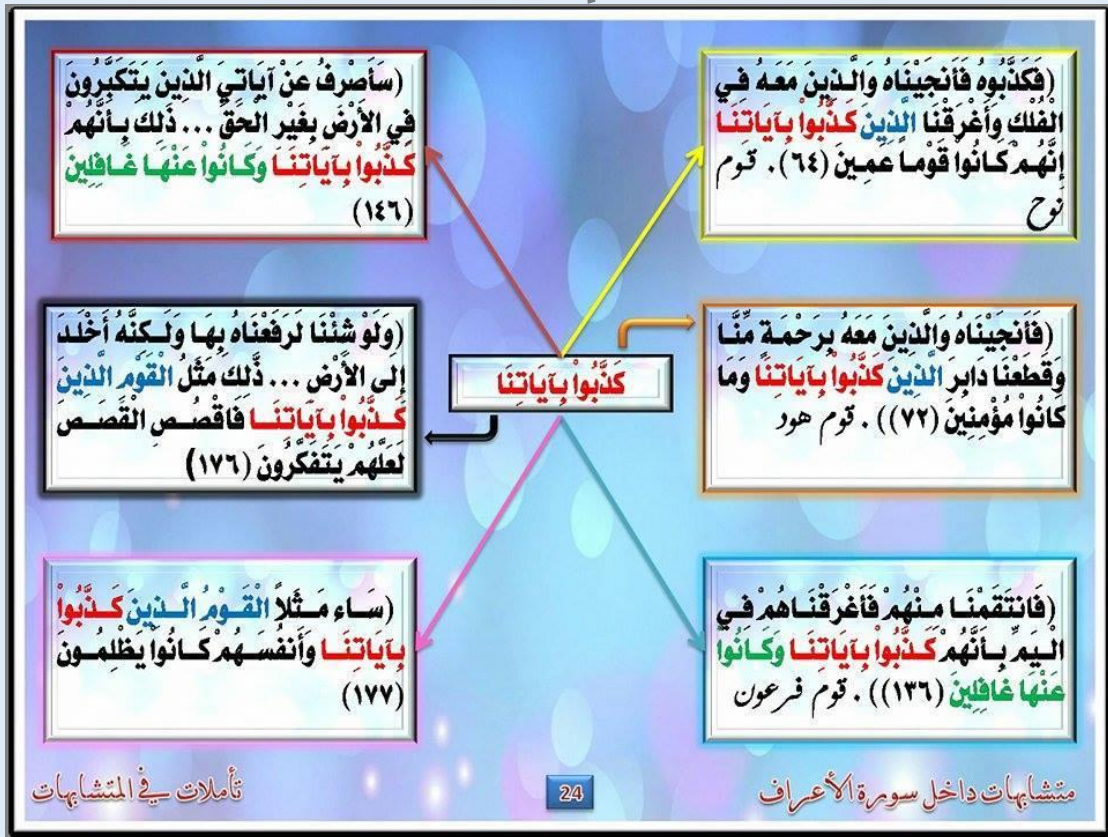 (فَكَذَّبُوهُ فَأَنجَيْنَاهُ وَالَّذِينَ مَعَهُ فِي
الْفُلْكِ وَأَغْرَقْنَا الَّذِينَ كَذَّبُواْ بِآيَاتِنَا
إِنَّهُمْ كَانُواْ قَوْماً عَمِينَ (٦٤). قوم
نوح
(فَأَنجَيْنَاهُ وَالَّذِينَ مَعَهُ بِرَحْمَةٍ مِّنَّا
وَقَطَعْنَا دَابِرَ الَّذِينَ كَذَّبُواْ بِآيَاتِنَا وَمَا
كَانُواْ مُؤْمِنِينَ (٧٢)). قوم هود
(فَانتَقَمْنَا مِنْهُمْ فَأَغْرَقْنَاهُمْ فِي
الْيَمِّ بِأَنَّهُمْ كَذَّبُواْ بِآيَاتِنَا وَكَانُواْ
عَنْهَا غَافِلِينَ (١٣٦)). قوم فرعون
كَذَّبُواْ بِآيَاتِنَا
(سَأَصْرِفُ عَنْ آيَاتِيَ الَّذِينَ يَتَكَبَّرُونَ
فِي الأَرْضِ بِغَيْرِ الْحَقِّ ... ذَلِكَ بِأَنَّهُمْ
كَذَّبُواْ بِآيَاتِنَا وَكَانُواْ عَنْهَا غَافِلِينَ
(١٤٦)
(وَلَوْ شِئْنَا لَرَفَعْنَاهُ بِهَا وَلَكِنَّهُ أَخْلَدَ
إِلَى الأَرْضِ ... ذَّلِكَ مَثَلُ الْقَوْمِ الَّذِينَ
كَذَّبُواْ بِآيَاتِنَا فَاقْصُصِ الْقَصَصَ
لَعَلَّهُمْ يَتَفَكَّرُونَ (١٧٦)
(سَاء مَثَلاً الْقَوْمُ الَّذِينَ كَذَّبُواْ
بِآيَاتِنَا وَأَنفُسَهُمْ كَانُواْ يَظْلِمُونَ
(١٧٧)
متشابهات داخل سورة الأعراف
24
تأملات في المتشابهات